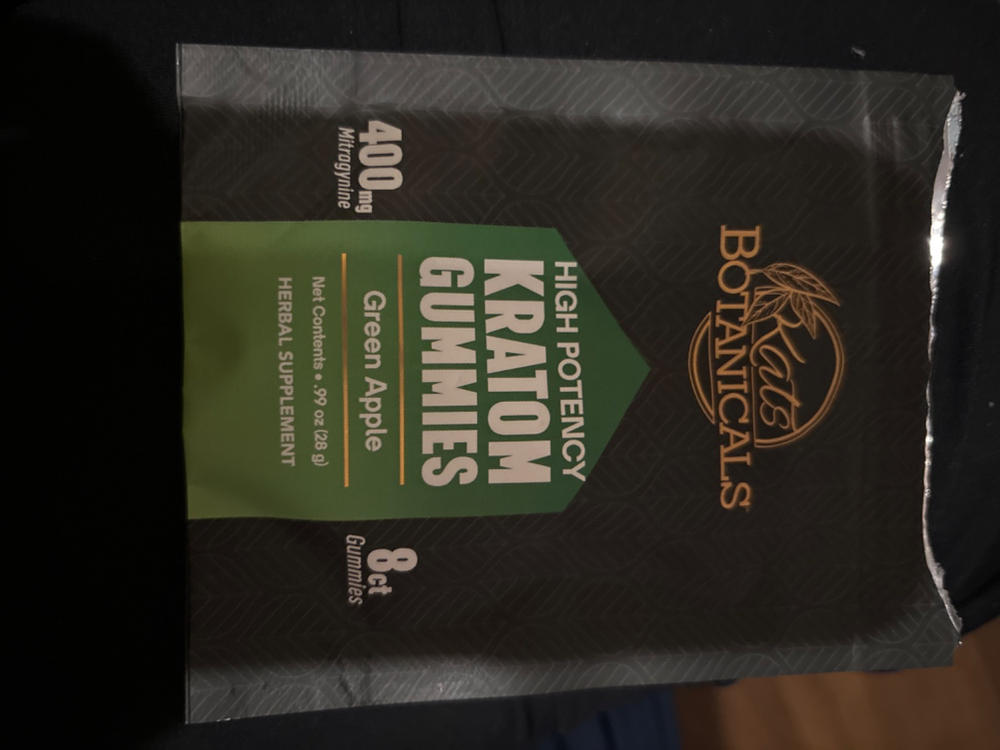 Kats
BOTANICALS
HIGH POTENCY
KRATOM
GUMMIES
Green Apple
400mg
Mitragynine
8ct
Gummies
Net Contents • .99 oz (28 g)
HERBAL SUPPLEMENT